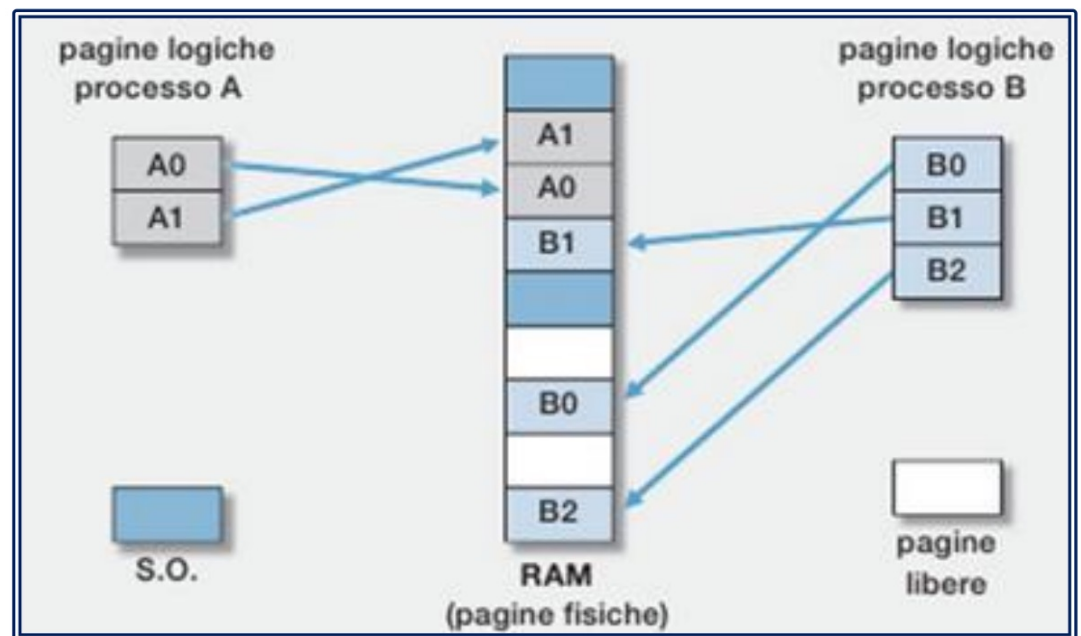 pagine logiche
processo A
A0
A1
S.O.
A1
A0
B1
B0
B2
RAM
(pagine fisiche)
pagine logiche
processo B
B0
B1
B2
pagine
libere